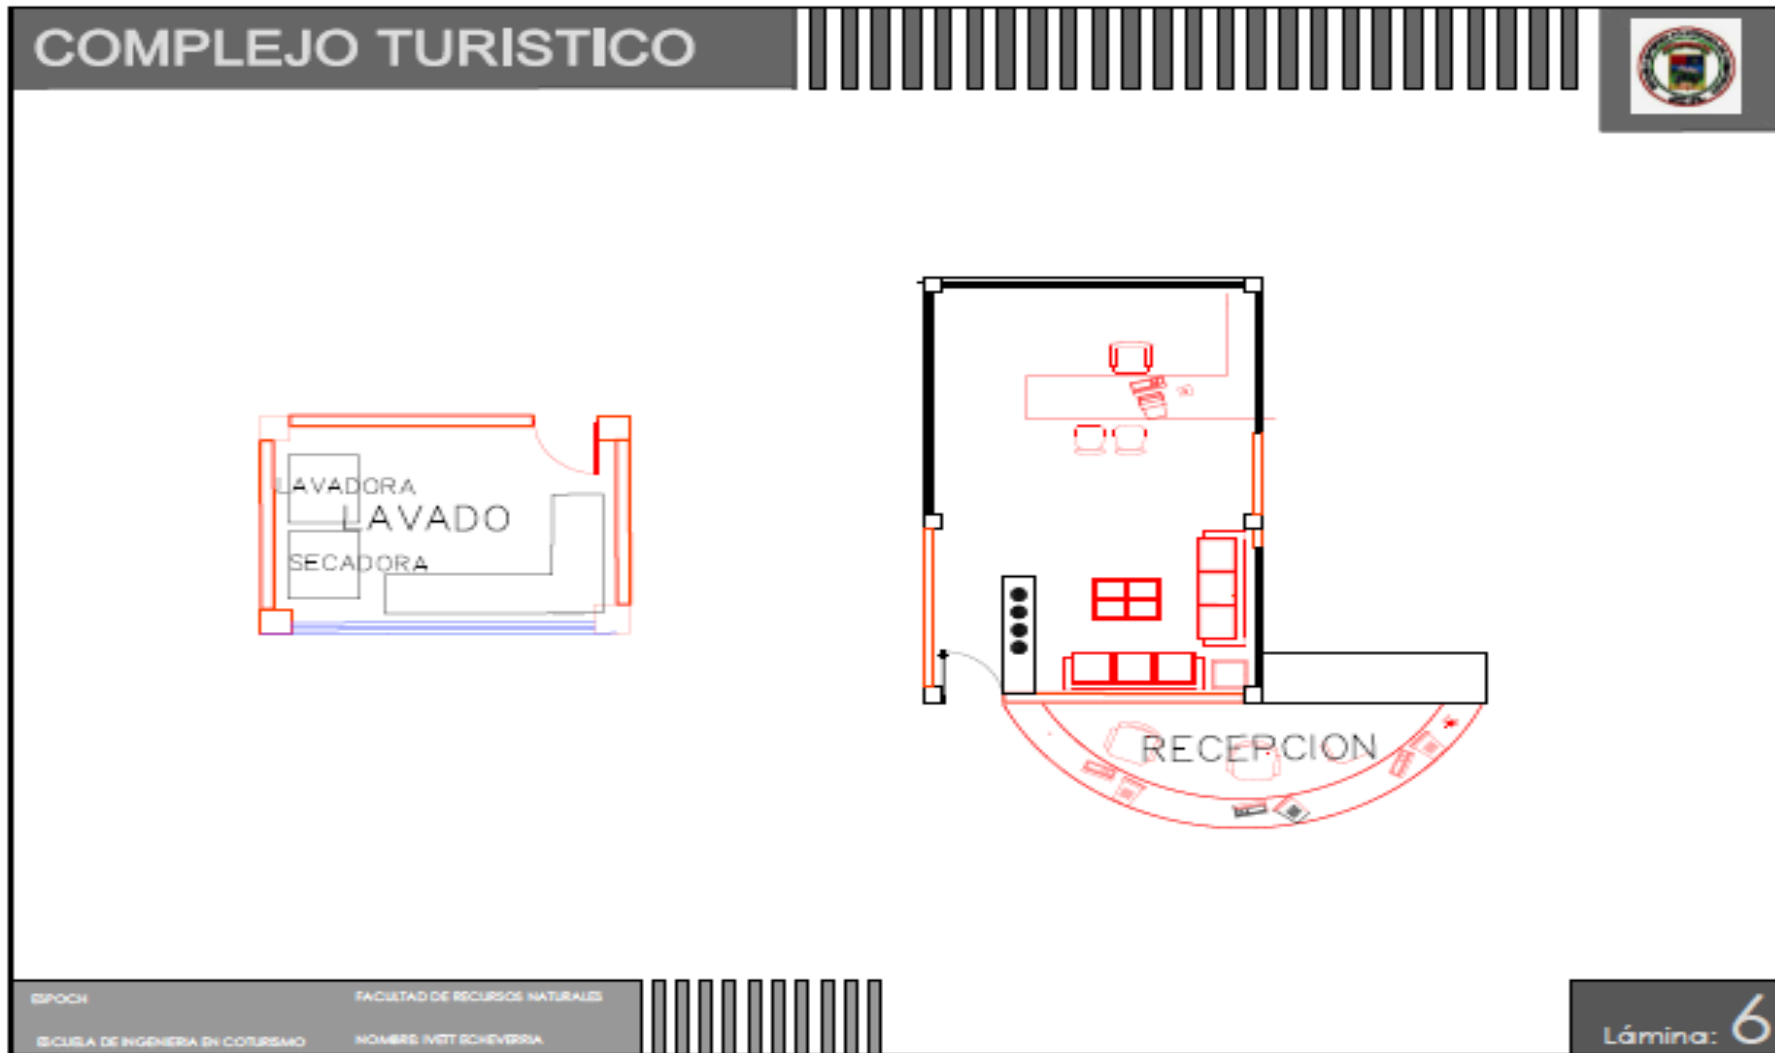 COMPLEJO TURISTICO
LAVADORA
LAVADO
SECADORA
RECEPCION
ESPOCH
FACULTAD DE RECURSOS NATURALES
ESCUELA DE INGENIERIA EN COTURISMO
NOMBRE: IVETT ECHEVERRIA
Lámina: 6